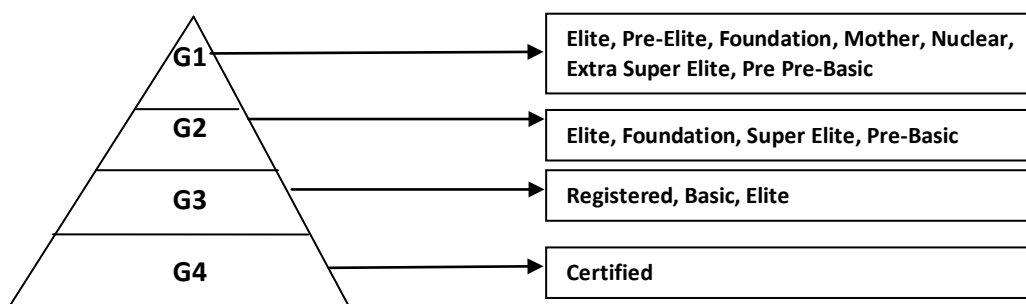 G1
Elite, Pre-Elite, Foundation, Mother, Nuclear,
Extra Super Elite, Pre Pre-Basic
G2
Elite, Foundation, Super Elite, Pre-Basic
G3
Registered, Basic, Elite
G4
Certified